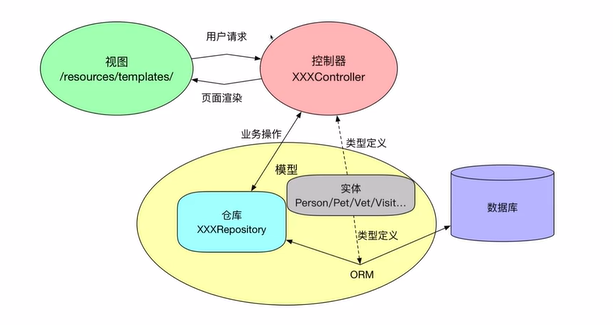 用户请求
视图
/resources/templates/
控制器
XXXController
页面渲染
业务操作
类型定义
模型
实体
Person/Pet/Vet/Visit...
仓库
XXXRepository
数据库
类型定义
ORM